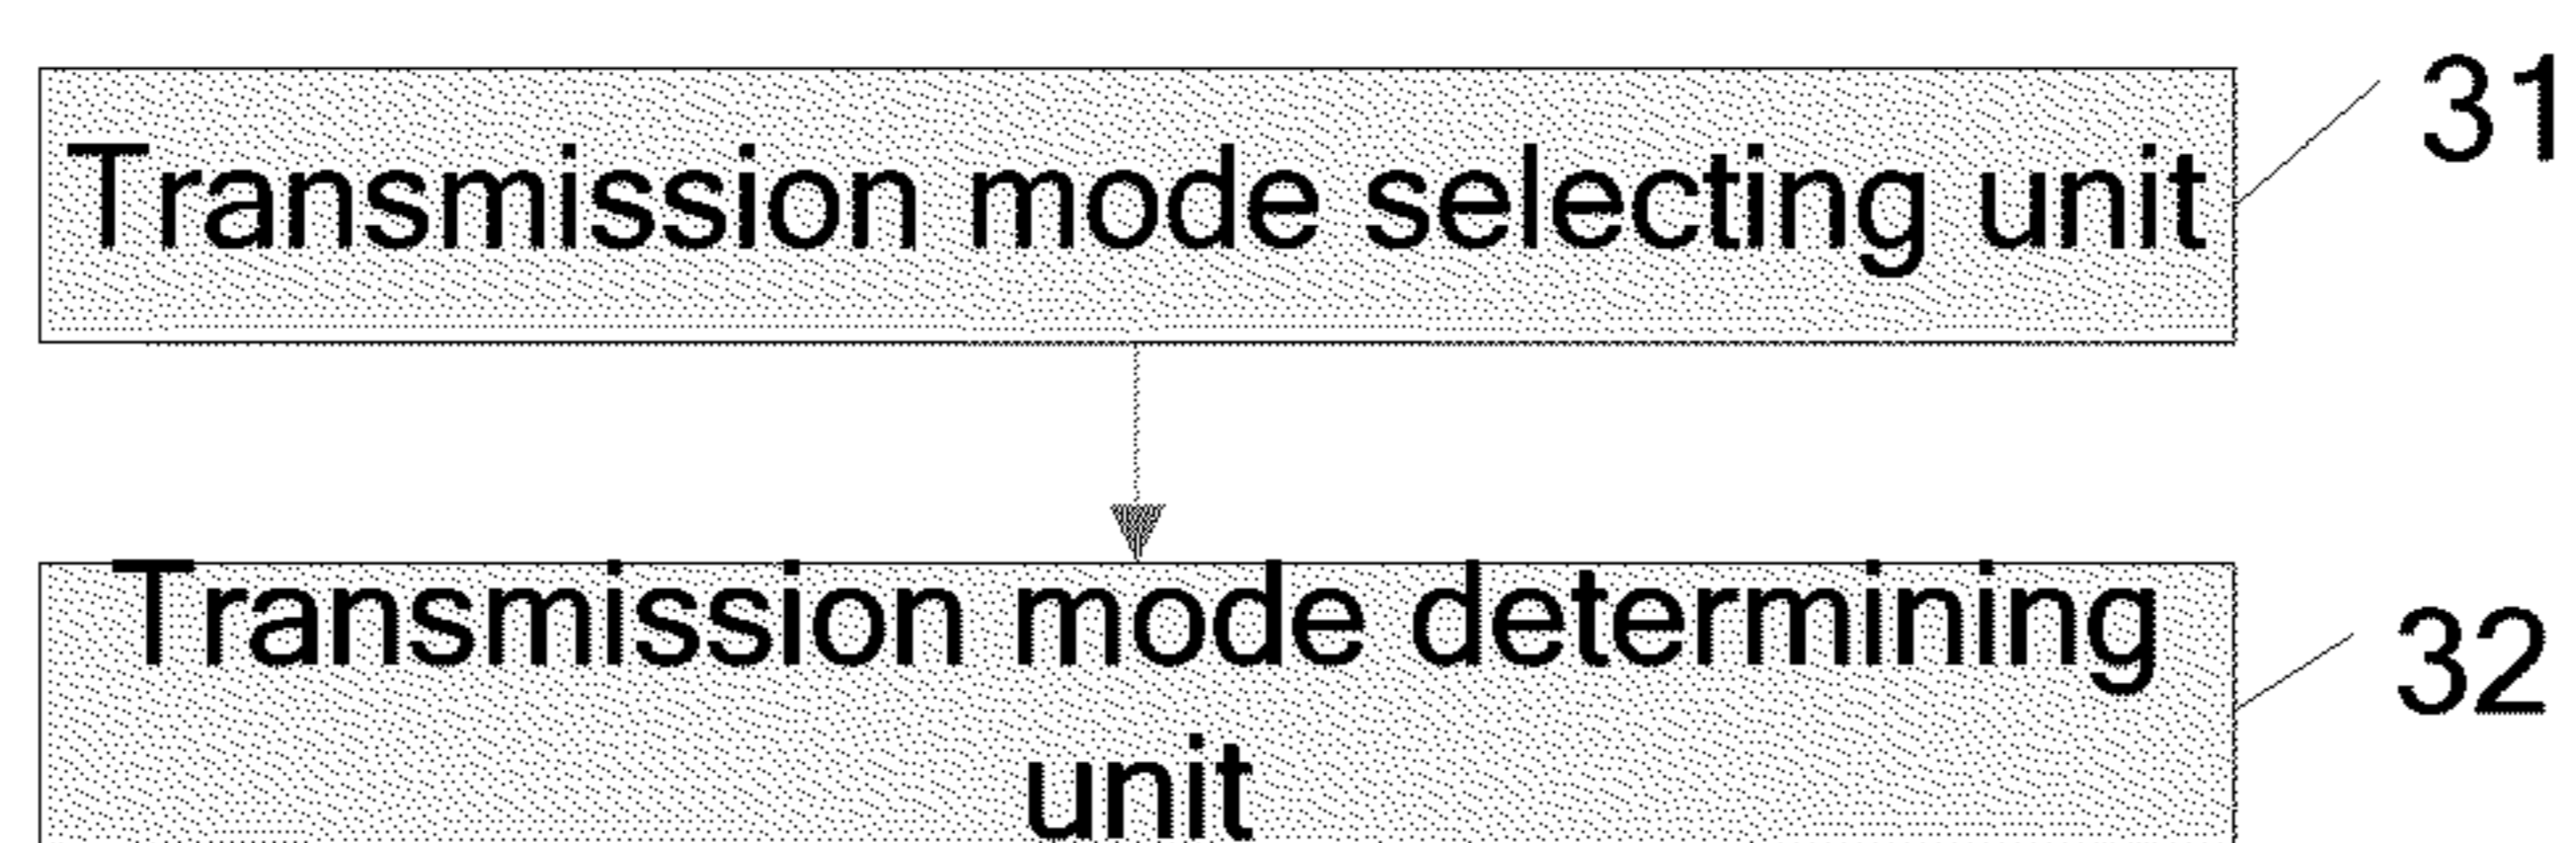 31
Transmission mode selecting unit
Transmission mode determining
32
unit